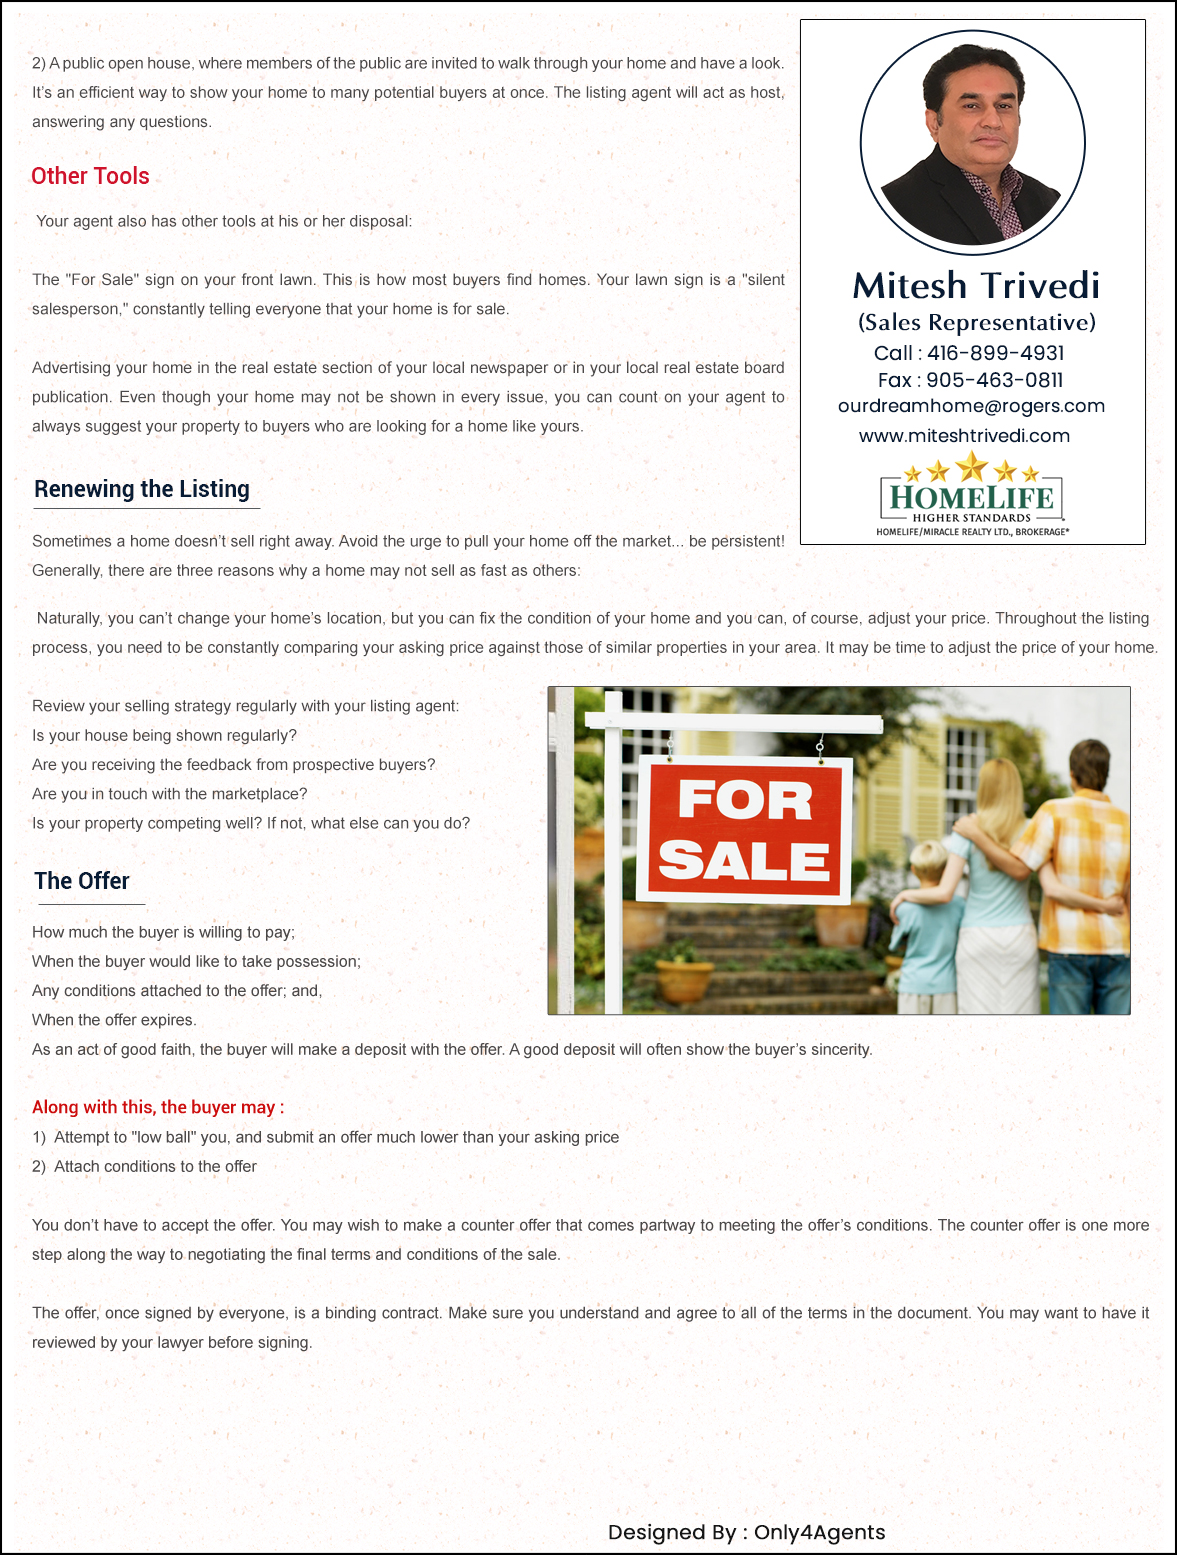 2) A public open house, where members of the public are invited to walk through your home and have a look.
It’s an efficient way to show your home to many potential buyers at once. The listing agent will act as host,
answering any questions.
Other Tools
Your agent also has other tools at his or her disposal:
The "For Sale" sign on your front lawn. This is how most buyers find homes. Your lawn sign is a "silent
salesperson," constantly telling everyone that your home is for sale.
Advertising your home in the real estate section of your local newspaper or in your local real estate board
publication. Even though your home may not be shown in every issue, you can count on your agent to
always suggest your property to buyers who are looking for a home like yours.
Mitesh Trivedi
(Sales Representative)
Call : 416-899-4931
Fax : 905-463-0811
ourdreamhome@rogers.com
www.miteshtrivedi.com
HOMELIFE
HIGHER STANDARDS
HOMELIFE/MIRACLE REALTY LTD., BROKERAGE*
Renewing the Listing
Sometimes a home doesn’t sell right away. Avoid the urge to pull your home off the market... be persistent!
Generally, there are three reasons why a home may not sell as fast as others:
Naturally, you can’t change your home’s location, but you can fix the condition of your home and you can, of course, adjust your price. Throughout the listing
process, you need to be constantly comparing your asking price against those of similar properties in your area. It may be time to adjust the price of your home.
Review your selling strategy regularly with your listing agent:
Is your house being shown regularly?
Are you receiving the feedback from prospective buyers?
Are you in touch with the marketplace?
Is your property competing well? If not, what else can you do?
FOR
SALE
The Offer
How much the buyer is willing to pay;
When the buyer would like to take possession;
Any conditions attached to the offer; and,
When the offer expires.
As an act of good faith, the buyer will make a deposit with the offer. A good deposit will often show the buyer’s sincerity.
Along with this, the buyer may :
1) Attempt to "low ball" you, and submit an offer much lower than your asking price
2) Attach conditions to the offer
You don’t have to accept the offer. You may wish to make a counter offer that comes partway to meeting the offer’s conditions. The counter offer is one more
step along the way to negotiating the final terms and conditions of the sale.
The offer, once signed by everyone, is a binding contract. Make sure you understand and agree to all of the terms in the document. You may want to have it
reviewed by your lawyer before signing.
Designed By : Only4Agents